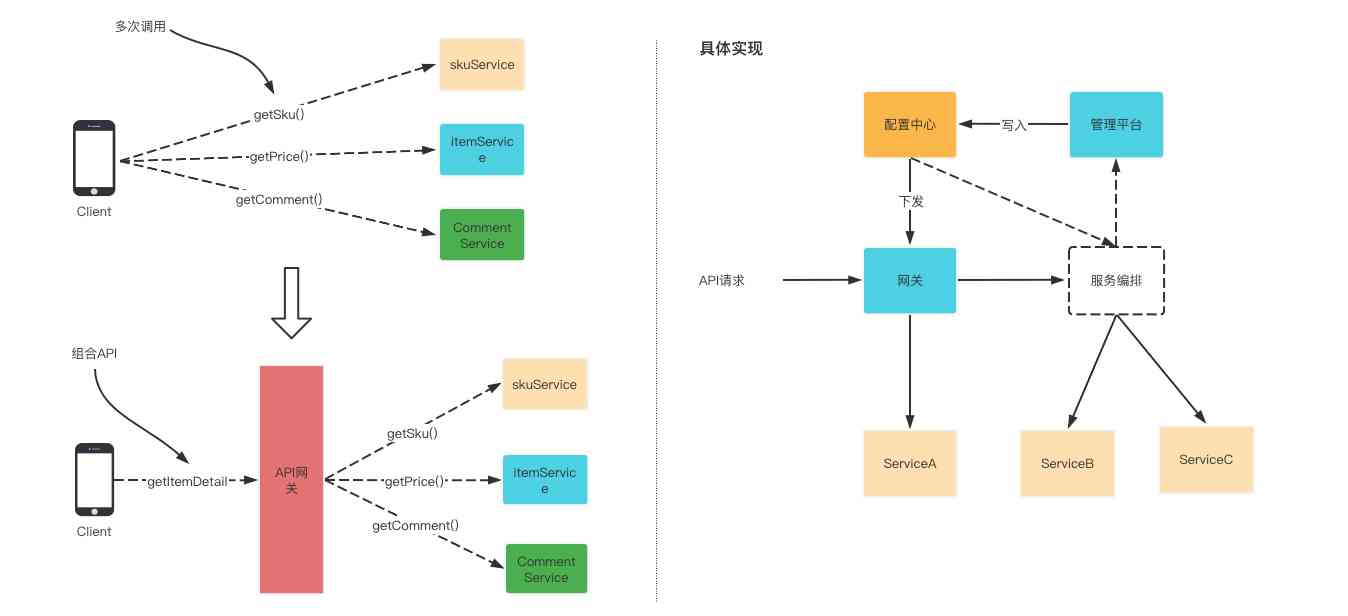 多次调用
skuService
getSku()
itemServic
e
getPrice()
getComment()
Client
Comment
Service
组合API
skuService
getSku()
API网
关
itemServic
e
getItemDetail
getPrice()
getComment()
Client
Comment
Service
具体实现
配置中心
写入
管理平台
下发
API请求
网关
服务编排
ServiceA
ServiceB
ServiceC